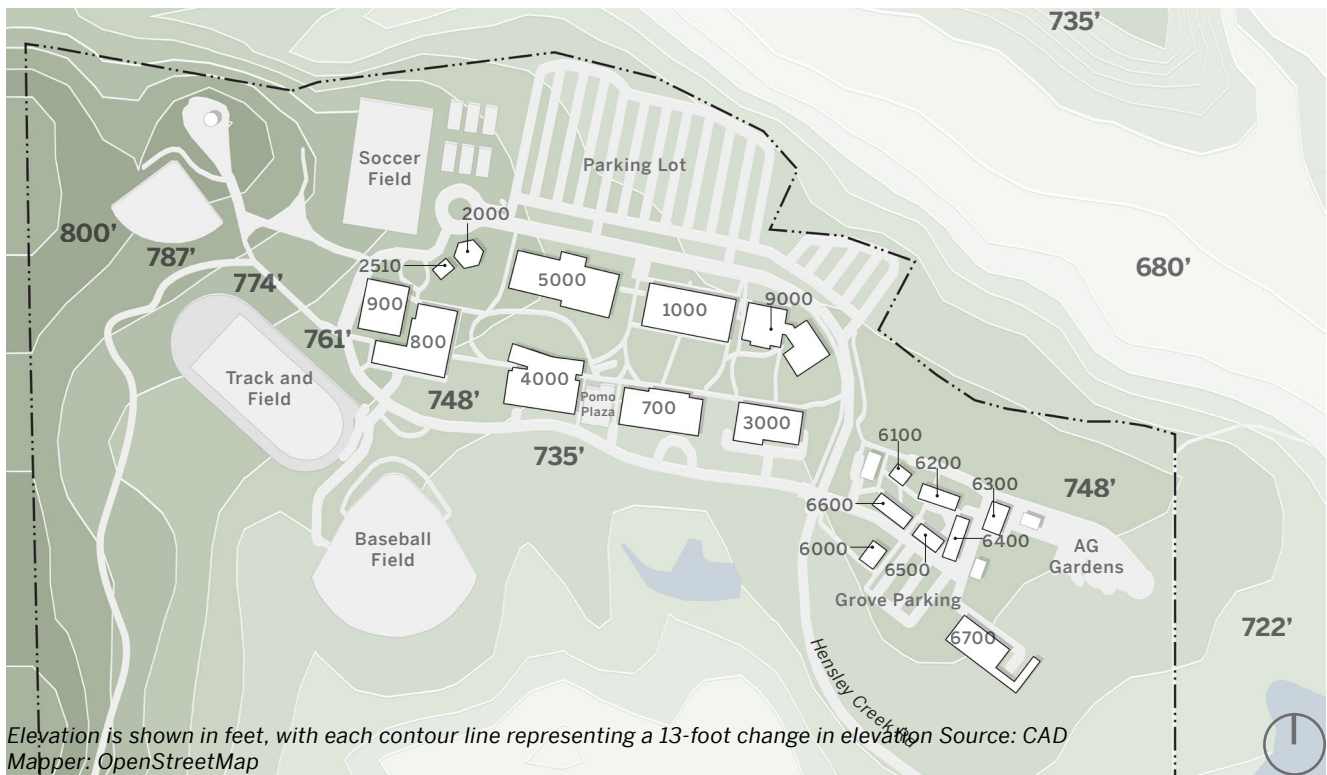 735'
Soccer
Field
Parking Lot
2000
800'
787'
2510
774'
5000
680'
900
1000
9000
761'
800
Track and
Field
748'
4000
Pomo
Plaza
700
3000
735'
6100
6200
6300
748'
6600
Baseball
Field
6000
6500
6400
AG
Gardens
Grove Parking
722'
6700
Hensley Creek Rd
Elevation is shown in feet, with each contour line representing a 13-foot change in elevation Source: CAD
Mapper: OpenStreetMap